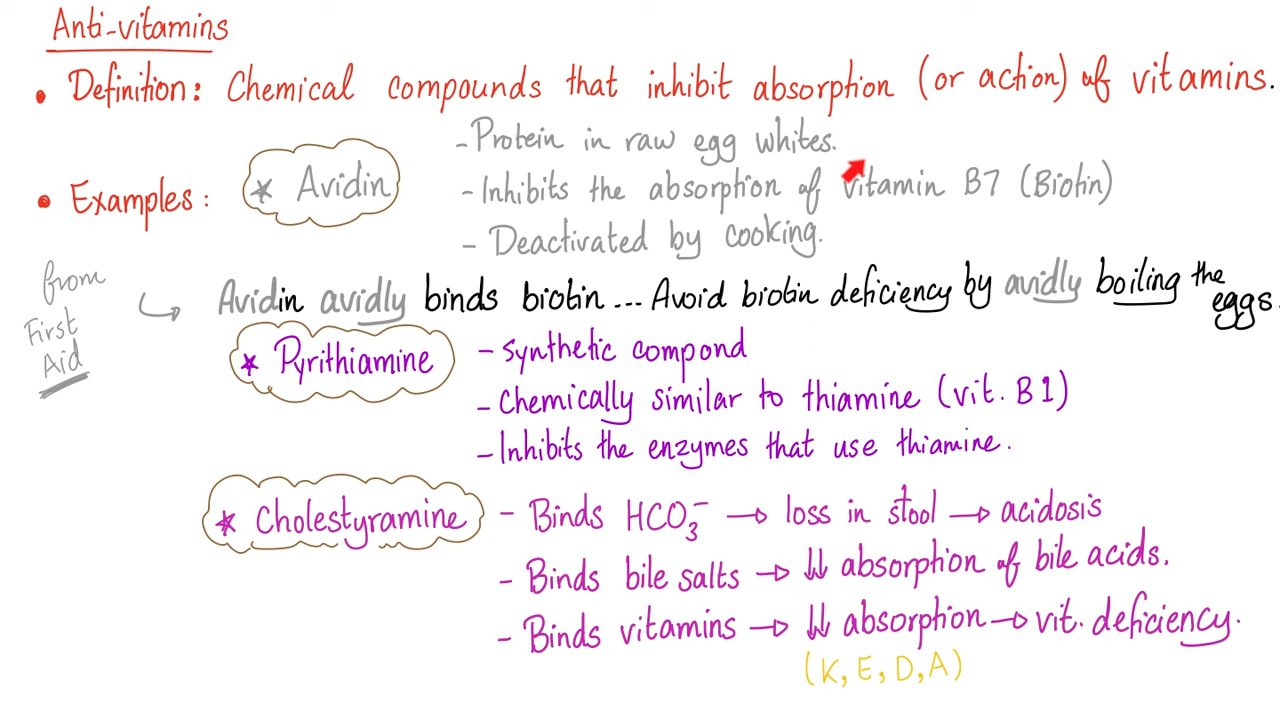 Anti-vitamins
• Definition: Chemical compounds that inhibit absorption (or action) of vitamins.
• Examples:
* Avidin
- Protein in raw egg whites.
- Inhibits the absorption of vitamin B7 (Biotin)
- Deactivated by cooking.
from
First
Aid
Avidin avidly binds biotin ... Avoid biotin deficiency by avidly boiling the eggs.
* Pyrithiamine
- synthetic compond
- chemically similar to thiamine (vit. B1)
- Inhibits the enzymes that use thiamine.
* Cholestyramine
- Binds HCO₃⁻ → loss in stool → acidosis
- Binds bile salts → ↓↓ absorption of bile acids.
- Binds vitamins → ↓↓ absorption → vit. deficiency.
(K, E, D, A)